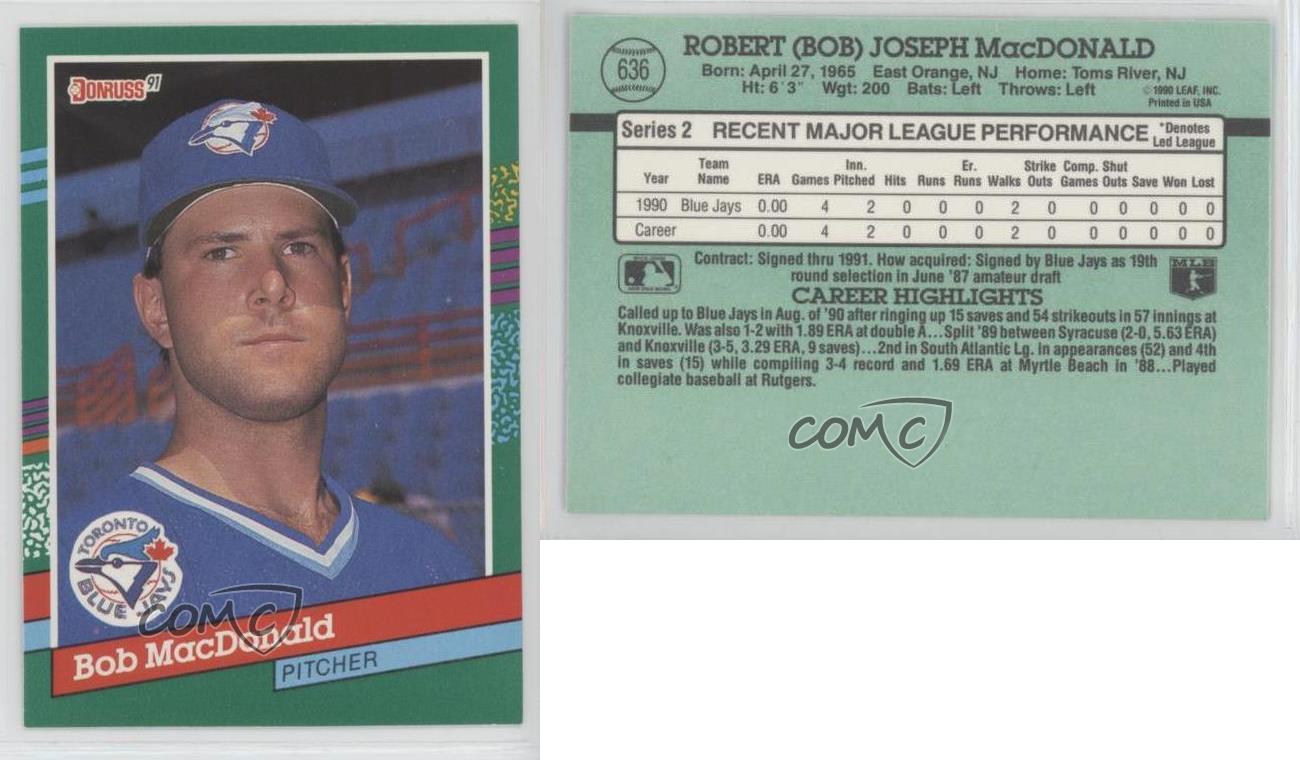 DONRUSS '91
TORONTO
BLUE JAYS
COMC
Bob MacDonald
PITCHER
636
ROBERT (BOB) JOSEPH MacDONALD
Born: April 27, 1965 East Orange, NJ Home: Toms River, NJ
Ht: 6'3" Wgt: 200 Bats: Left Throws: Left
© 1990 LEAF, INC.
Printed in USA
Series 2 RECENT MAJOR LEAGUE PERFORMANCE *Denotes Led League
Year Team Name ERA Games Inn. Pitched Hits Runs Er. Runs Walks Strike Outs Comp. Games Shut Outs Save Won Lost
1990 Blue Jays 0.00 4 2 0 0 0 2 0 0 0 0 0 0
Career 0.00 4 2 0 0 0 2 0 0 0 0 0 0
Contract: Signed thru 1991. How acquired: Signed by Blue Jays as 19th
round selection in June '87 amateur draft
MLB
CAREER HIGHLIGHTS
Called up to Blue Jays in Aug. of '90 after ringing up 15 saves and 54 strikeouts in 57 innings at
Knoxville. Was also 1-2 with 1.89 ERA at double A...Split '89 between Syracuse (2-0, 5.63 ERA)
and Knoxville (3-5, 3.29 ERA, 9 saves)...2nd in South Atlantic Lg. in appearances (52) and 4th
in saves (15) while compiling 3-4 record and 1.69 ERA at Myrtle Beach in '88...Played
collegiate baseball at Rutgers.
COMC